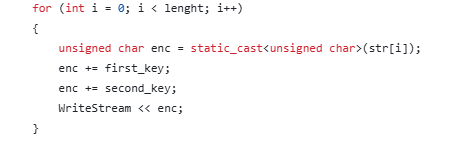 for (int i = 0; i < lenght; i++)
{
unsigned char enc = static_cast<unsigned char>(str[i]);
enc += first_key;
enc += second_key;
WriteStream << enc;
}